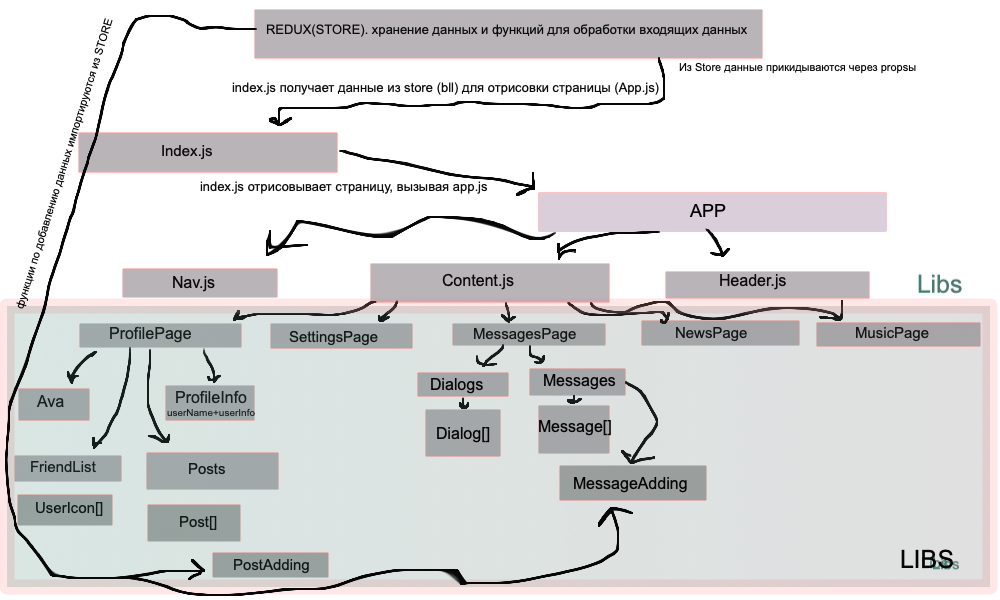 REDUX(STORE). хранение данных и функций для обработки входящих данных
Из Store данные прикидываются через пропсы
index.js получает данные из store (bll) для отрисовки страницы (App.js)
функции по добавлению данных импортируются из STORE
Index.js
index.js отрисовывает страницу, вызывая app.js
APP
Nav.js
Content.js
Header.js
Libs
ProfilePage
SettingsPage
MessagesPage
NewsPage
MusicPage
Ava
ProfileInfo
userName+userInfo
Dialogs
Messages
Dialog[]
Message[]
FriendList
Posts
MessageAdding
UserIcon[]
Post[]
PostAdding
LIBS
Libs